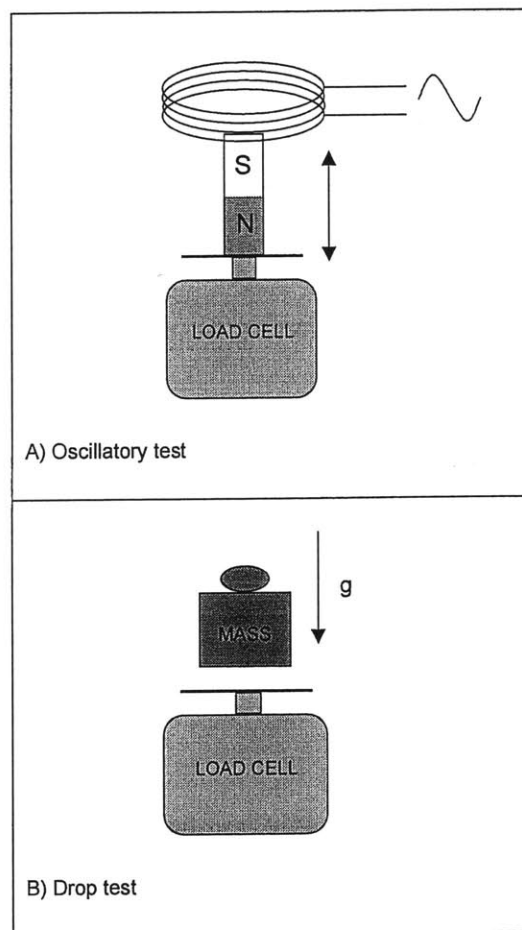 S
N
LOAD CELL
A) Oscillatory test
g
MASS
LOAD CELL
B) Drop test